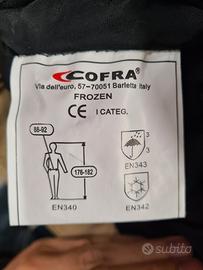 COFRA
Via dell'euro, 57-70051 Barletta Italy
FROZEN
CE I CATEG.
88-92
176-182
3
3
EN343
EN340
EN342
subito